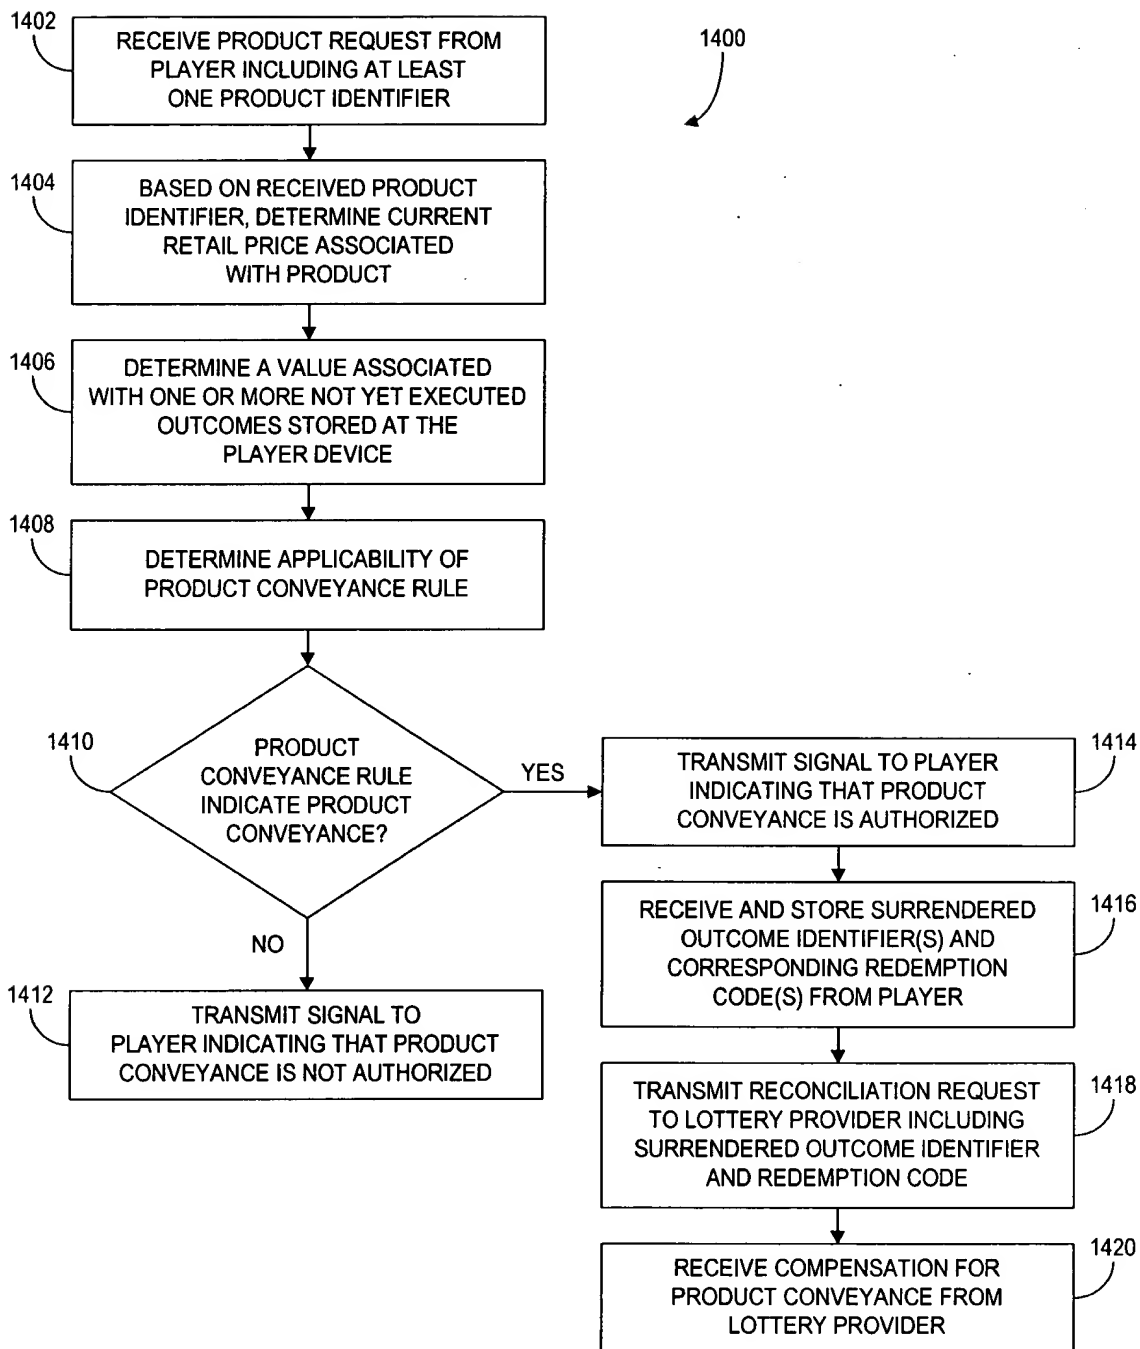 1402
RECEIVE PRODUCT REQUEST FROM
PLAYER INCLUDING AT LEAST
ONE PRODUCT IDENTIFIER
1400
1404
BASED ON RECEIVED PRODUCT
IDENTIFIER, DETERMINE CURRENT
RETAIL PRICE ASSOCIATED
WITH PRODUCT
1406
DETERMINE A VALUE ASSOCIATED
WITH ONE OR MORE NOT YET EXECUTED
OUTCOMES STORED AT THE
PLAYER DEVICE
1408
DETERMINE APPLICABILITY OF
PRODUCT CONVEYANCE RULE
1410
PRODUCT
CONVEYANCE RULE
INDICATE PRODUCT
CONVEYANCE?
YES
NO
1412
TRANSMIT SIGNAL TO
PLAYER INDICATING THAT PRODUCT
CONVEYANCE IS NOT AUTHORIZED
1414
TRANSMIT SIGNAL TO PLAYER
INDICATING THAT PRODUCT
CONVEYANCE IS AUTHORIZED
1416
RECEIVE AND STORE SURRENDERED
OUTCOME IDENTIFIER(S) AND
CORRESPONDING REDEMPTION
CODE(S) FROM PLAYER
1418
TRANSMIT RECONCILIATION REQUEST
TO LOTTERY PROVIDER INCLUDING
SURRENDERED OUTCOME IDENTIFIER
AND REDEMPTION CODE
1420
RECEIVE COMPENSATION FOR
PRODUCT CONVEYANCE FROM
LOTTERY PROVIDER